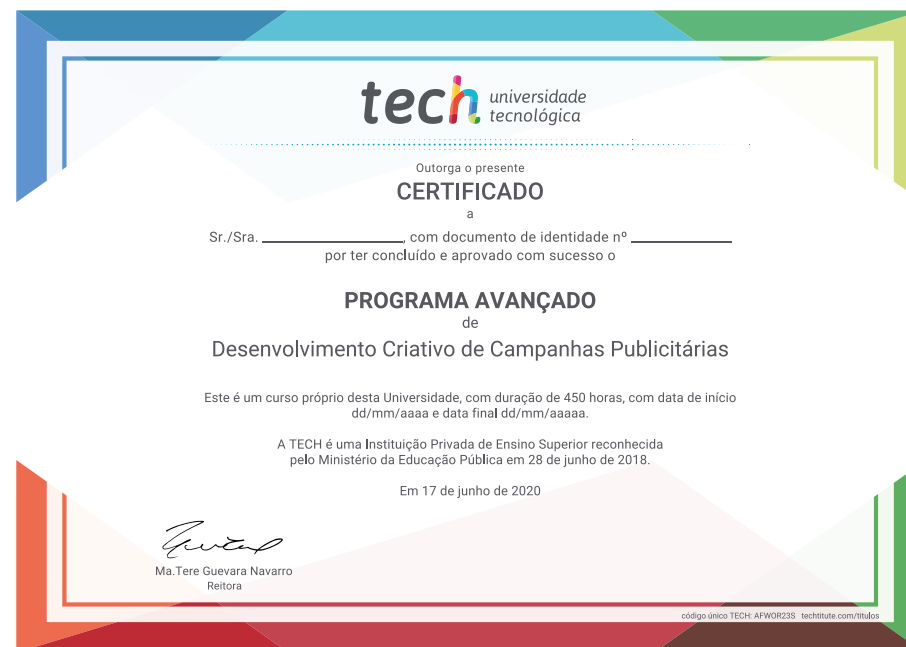 tech universidade
tecnológica
Outorga o presente
CERTIFICADO
a
Sr./Sra. ____________, com documento de identidade nº ____________
por ter concluído e aprovado com sucesso o
PROGRAMA AVANÇADO
de
Desenvolvimento Criativo de Campanhas Publicitárias
Este é um curso próprio desta Universidade, com duração de 450 horas, com data de início
dd/mm/aaaa e data final dd/mm/aaaaa.
A TECH é uma Instituição Privada de Ensino Superior reconhecida
pelo Ministério da Educação Pública em 28 de junho de 2018.
Em 17 de junho de 2020
Ma.Tere Guevara Navarro
Reitora
código único TECH: AFWOR23S techtitute.com/titulos